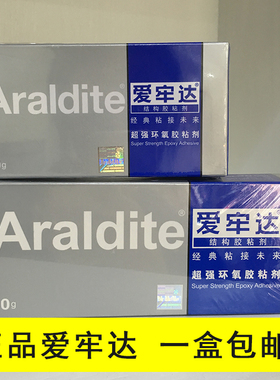 Araldite®
爱牢达®
结构胶粘剂
经典粘接未来
超强环氧胶粘剂
Super Strength Epoxy Adhesive
g
Araldite®
爱牢达®
结构胶粘剂
经典粘接未来
超强环氧胶粘剂
Super Strength Epoxy Adhesive
0g
正品爱牢达 一盒包邮